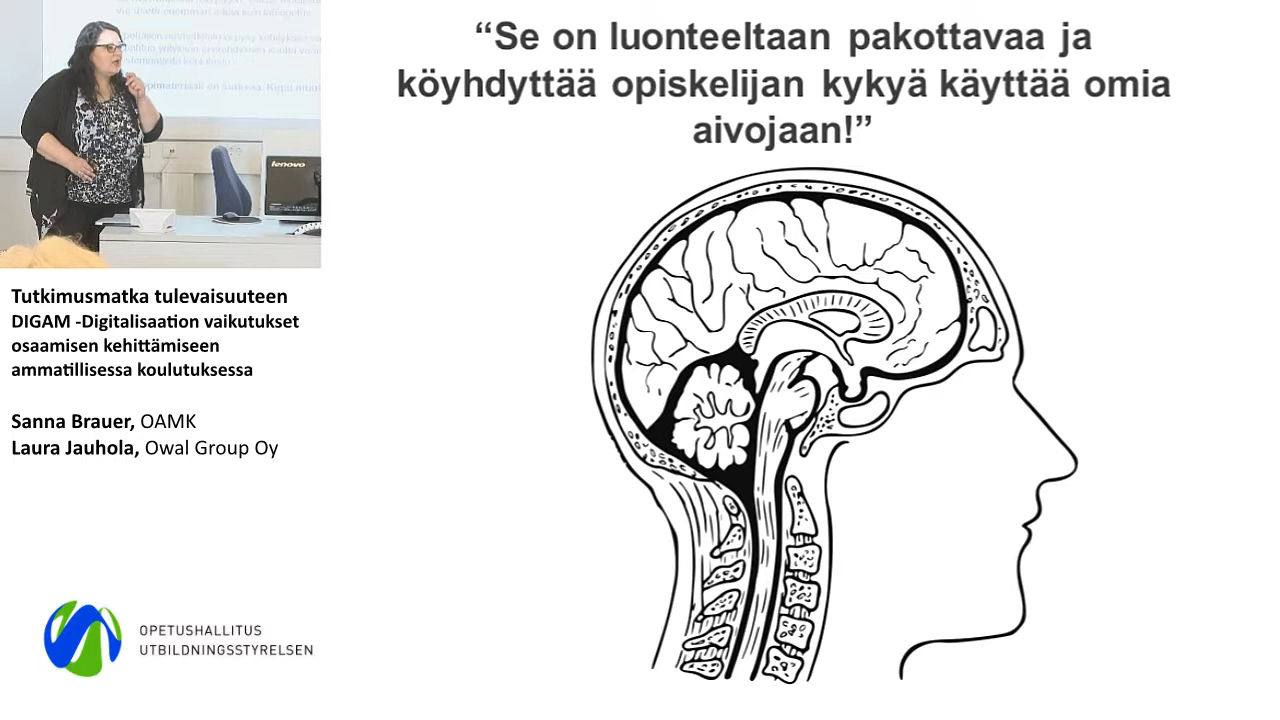 “Se on luonteeltaan pakottavaa ja
köyhdyttää opiskelijan kykyä käyttää omia
aivojaan!”
lenovo
Tutkimusmatka tulevaisuuteen
DIGAM -Digitalisaation vaikutukset
osaamisen kehittämiseen
ammatillisessa koulutuksessa
Sanna Brauer, OAMK
Laura Jauhola, Owal Group Oy
OPETUSHALLITUS
UTBILDNINGSSTYRELSEN